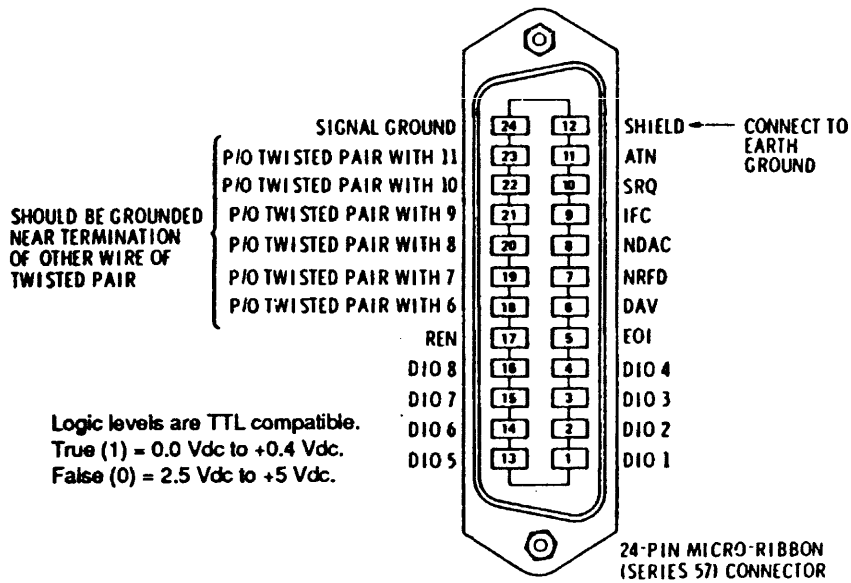 SIGNAL GROUND 24 12 SHIELD CONNECT TO EARTH GROUND
P/O TWISTED PAIR WITH 11 23 11 ATN
P/O TWISTED PAIR WITH 10 22 10 SRQ
P/O TWISTED PAIR WITH 9 21 9 IFC
P/O TWISTED PAIR WITH 8 20 8 NDAC
P/O TWISTED PAIR WITH 7 19 7 NRFD
P/O TWISTED PAIR WITH 6 18 6 DAV
SHOULD BE GROUNDED
NEAR TERMINATION
OF OTHER WIRE OF
TWISTED PAIR
REN 17 5 EOI
DIO 8 16 4 DIO 4
DIO 7 15 3 DIO 3
DIO 6 14 2 DIO 2
DIO 5 13 1 DIO 1
Logic levels are TTL compatible.
True (1) = 0.0 Vdc to +0.4 Vdc.
False (0) = 2.5 Vdc to +5 Vdc.
24-PIN MICRO-RIBBON
(SERIES 57) CONNECTOR